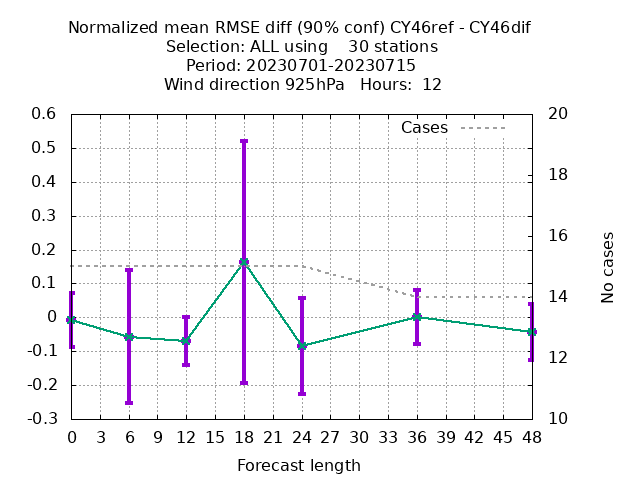 Normalized mean RMSE diff (90% conf) CY46ref - CY46dif
Selection: ALL using    30 stations
Period: 20230701-20230715
Wind direction 925hPa   Hours:  12
Cases
0.6
0.5
0.4
0.3
0.2
0.1
0
-0.1
-0.2
-0.3
20
18
16
14
12
10
No cases
0 3 6 9 12 15 18 21 24 27 30 33 36 39 42 45 48
Forecast length